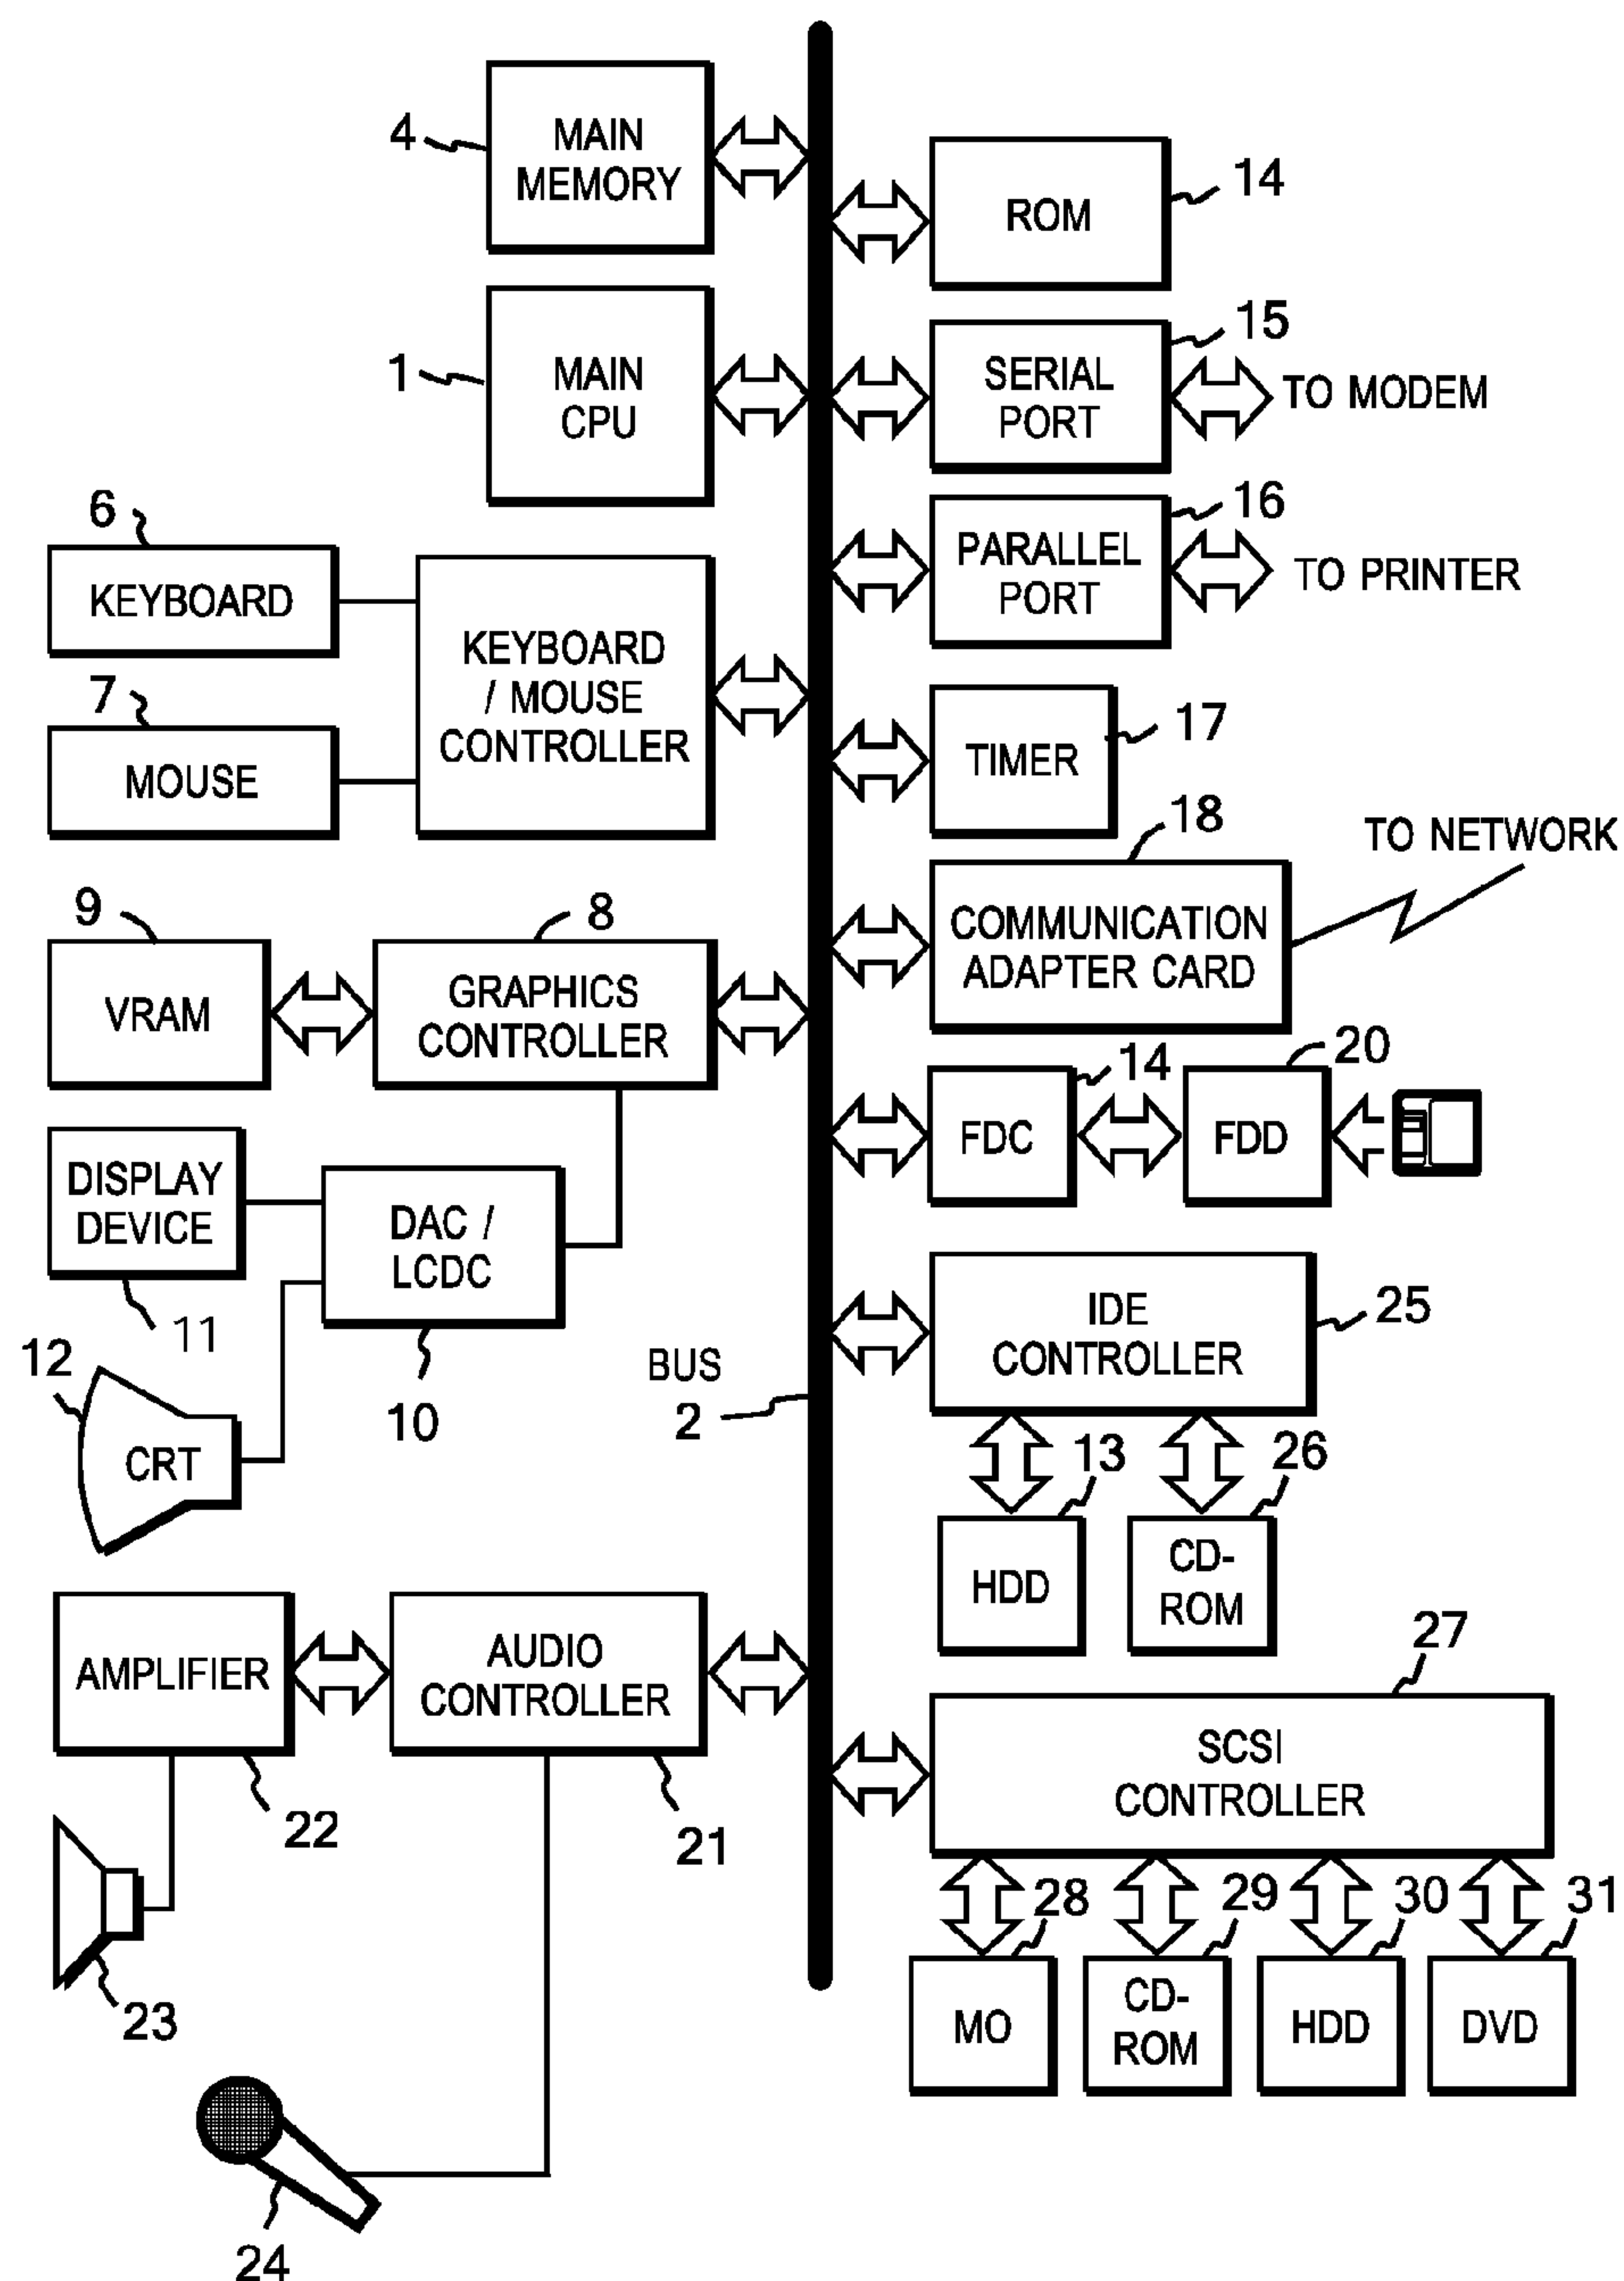 4
MAIN
MEMORY
14
ROM
1
MAIN
CPU
15
SERIAL
PORT
TO MODEM
16
PARALLEL
PORT
TO PRINTER
6
KEYBOARD
7
MOUSE
KEYBOARD
/ MOUSE
CONTROLLER
17
TIMER
18
COMMUNICATION
ADAPTER CARD
TO NETWORK
9
VRAM
8
GRAPHICS
CONTROLLER
14
FDC
20
FDD
DISPLAY
DEVICE
11
DAC /
LCDC
10
12
CRT
BUS
2
IDE
CONTROLLER
25
13
HDD
26
CD-
ROM
AMPLIFIER
22
AUDIO
CONTROLLER
21
27
SCSI
CONTROLLER
23
28
MO
29
CD-
ROM
30
HDD
31
DVD
24